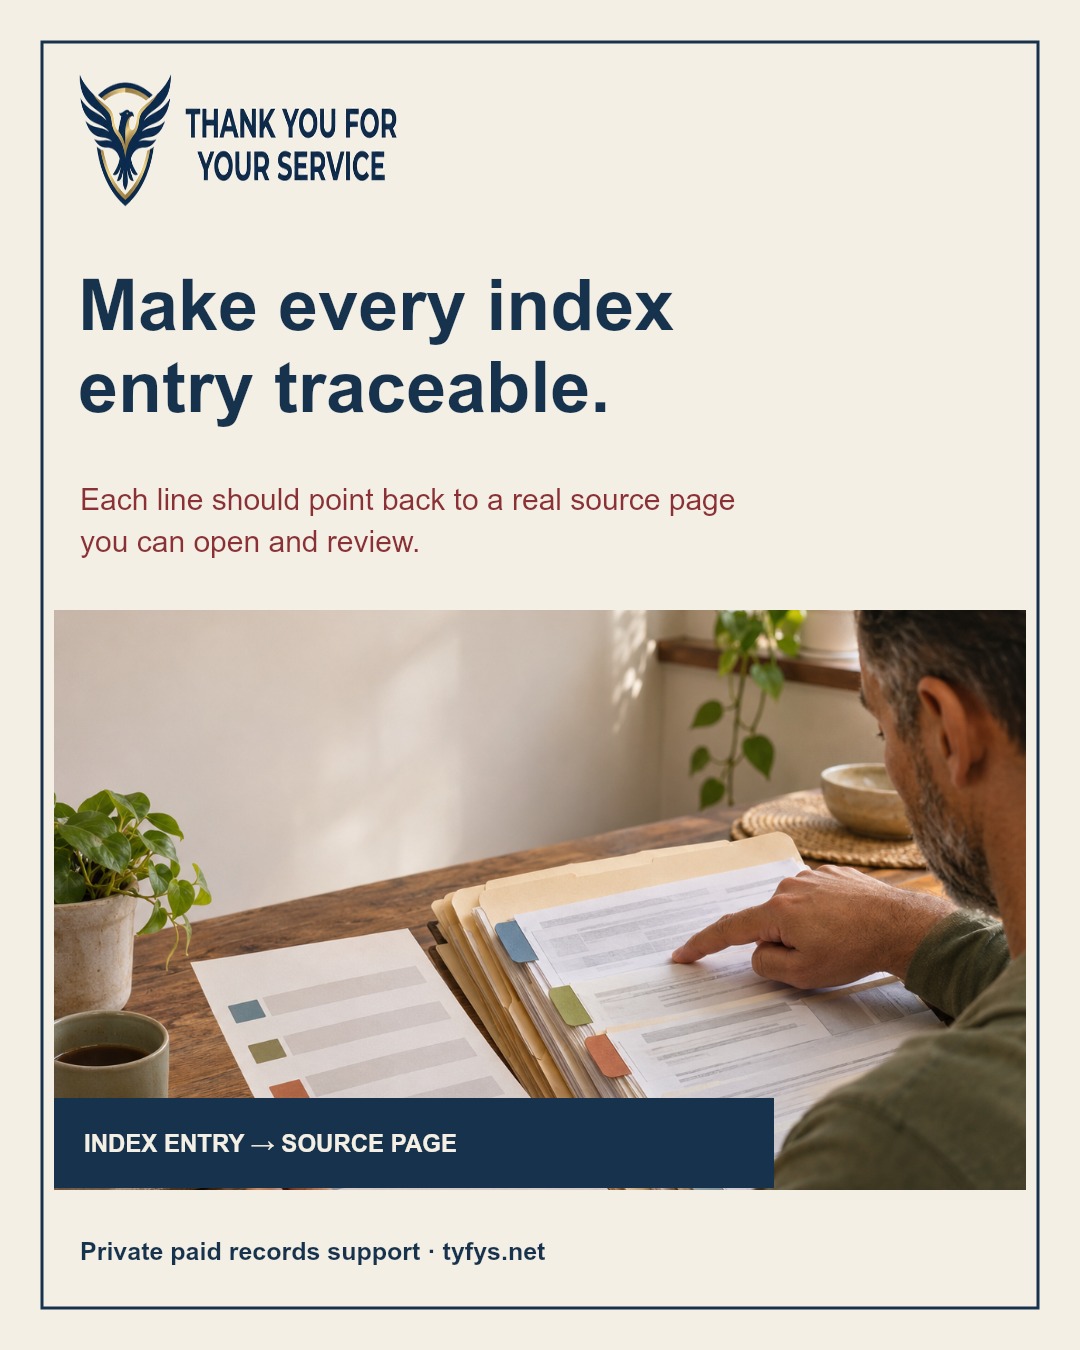 THANK YOU FOR
YOUR SERVICE
Make every index
entry traceable.
Each line should point back to a real source page
you can open and review.
INDEX ENTRY → SOURCE PAGE
Private paid records support · tyfys.net